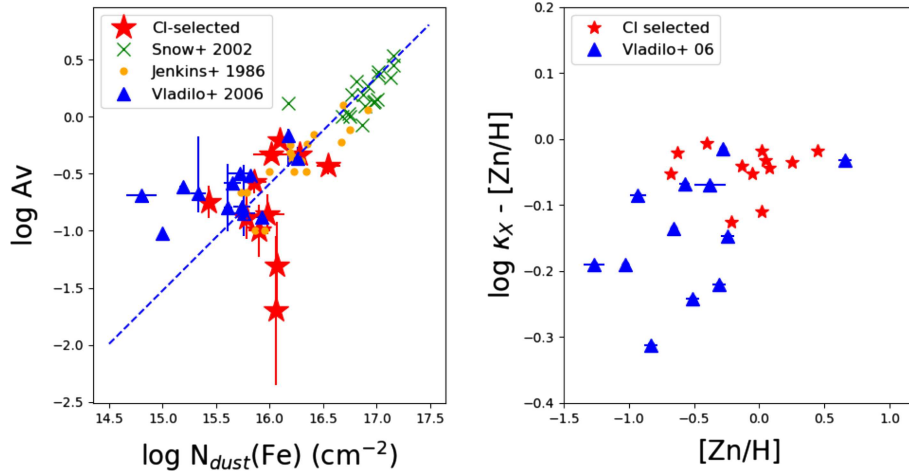 CI-selected
Snow+ 2002
Jenkins+ 1986
Vladilo+ 2006
log Av
0.5
0.0
−0.5
−1.0
−1.5
−2.0
−2.5
14.5 15.0 15.5 16.0 16.5 17.0 17.5
log N_dust(Fe) (cm⁻²)
CI selected
Vladilo+ 06
log κ_X - [Zn/H]
0.2
0.1
0.0
−0.1
−0.2
−0.3
−0.4
−1.5 −1.0 −0.5 0.0 0.5 1.0
[Zn/H]